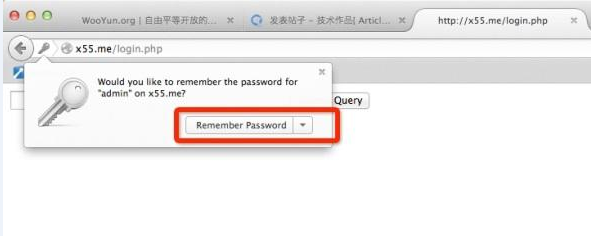 WooYun.org | 自由平等开放的...
发表帖子 – 技术作品[ Articl...
http://x55.me/login.php
x55.me/login.php
Would you like to remember the password for
"admin" on x55.me?
Query
Remember Password